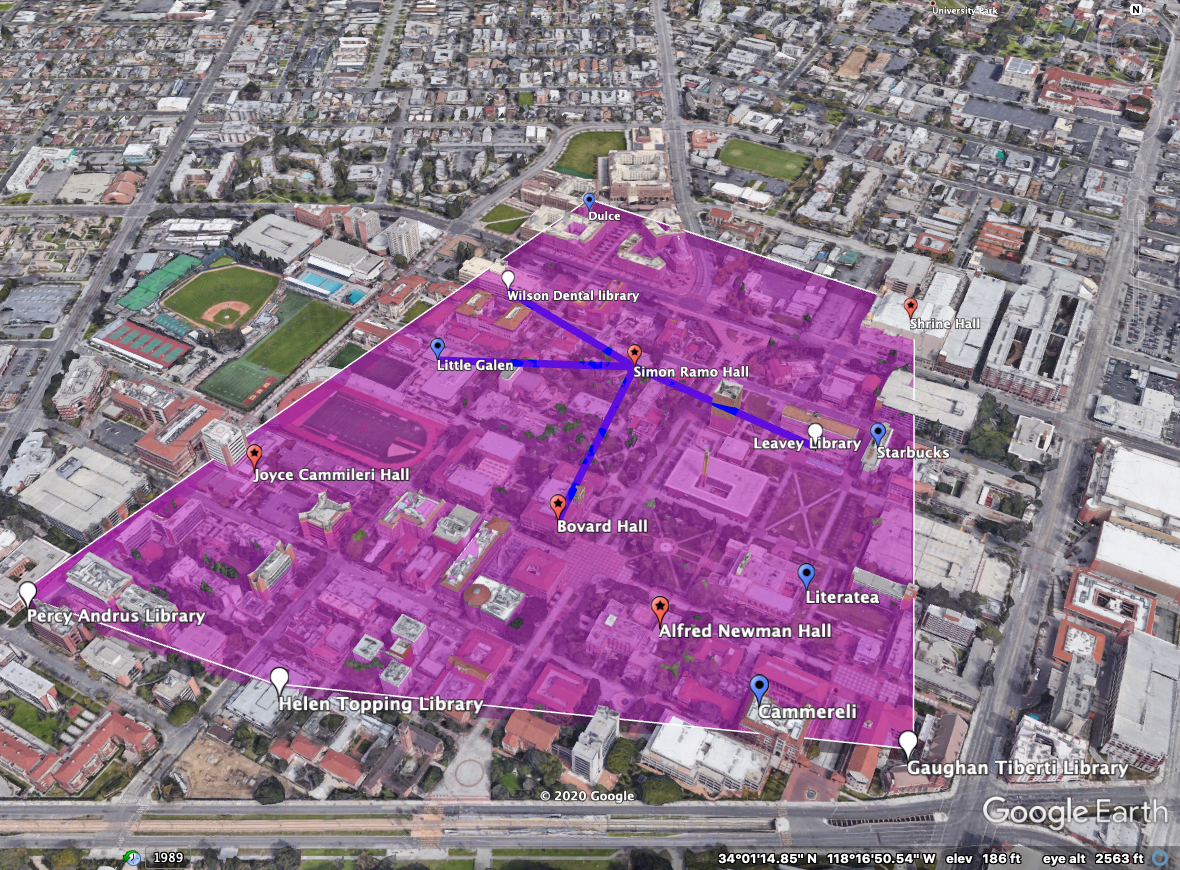 University Park
N
Dulce
Wilson Dental library
Shrine Hall
Little Galen
Simon Ramo Hall
Leavey Library
Starbucks
Joyce Cammileri Hall
Bovard Hall
Literatea
Percy Andrus Library
Alfred Newman Hall
Helen Topping Library
Cammereli
Gaughan Tiberti Library
© 2020 Google
Google Earth
1989
34°01'14.85" N 118°16'50.54" W elev 186 ft eye alt 2563 ft